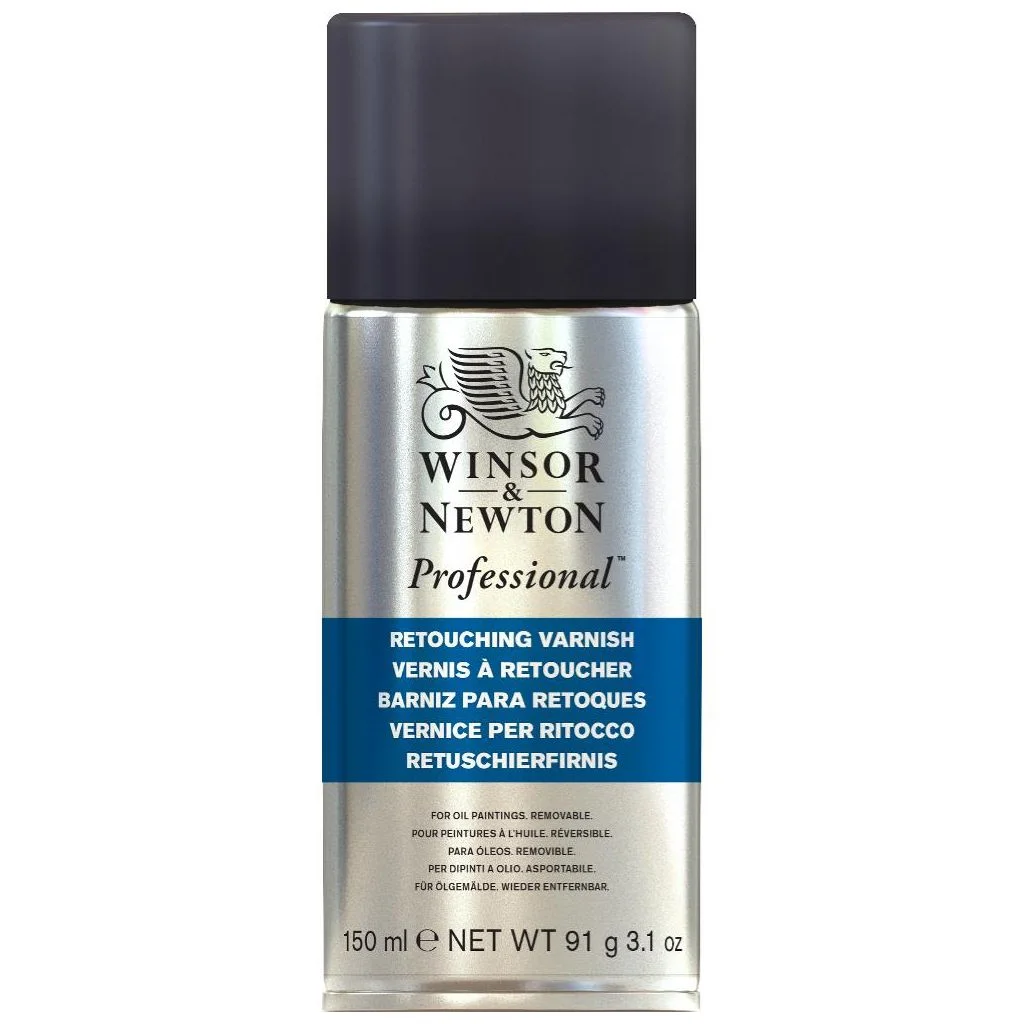 WINSOR
&
NEWTON
Professional™
RETOUCHING VARNISH
VERNIS À RETOUCHER
BARNIZ PARA RETOQUES
VERNICE PER RITOCCO
RETUSCHIERFIRNIS
FOR OIL PAINTINGS. REMOVABLE.
POUR PEINTURES À L'HUILE. RÉVERSIBLE.
PARA ÓLEOS. REMOVIBLE.
PER DIPINTI A OLIO. ASPORTABILE.
FÜR ÖLGEMÄLDE. WIEDER ENTFERNBAR.
150 ml ℮ NET WT 91 g 3.1 oz